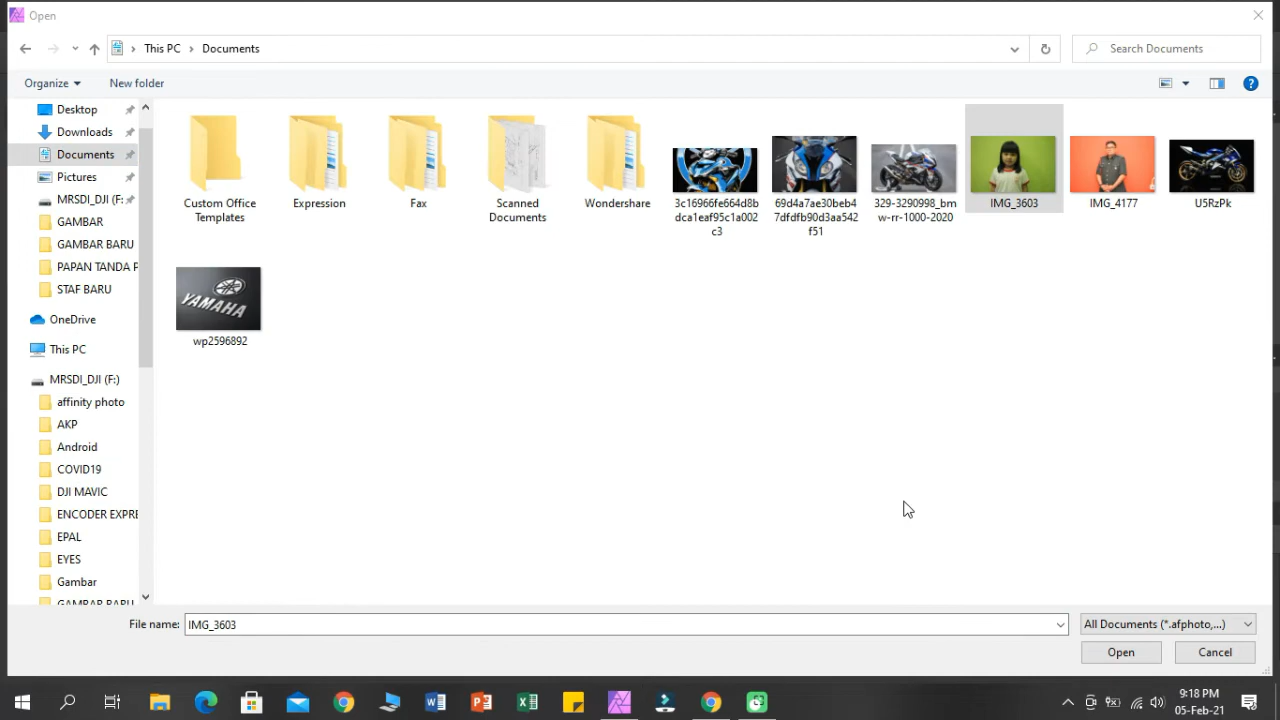 Open
This PC > Documents
Search Documents
Organize
New folder
Desktop
Downloads
Documents
Pictures
MRSDI_DJI (F:
GAMBAR
GAMBAR BARU
PAPAN TANDA P
STAF BARU
OneDrive
This PC
MRSDI_DJI (F:)
affinity photo
AKP
Android
COVID19
DJI MAVIC
ENCODER EXPRE
EPAL
EYES
Gambar
GAMBAR BARU
Custom Office
Templates
Expression
Fax
Scanned
Documents
Wondershare
3c16966fe664d8b
dca1eaf95c1a002
c3
69d4a7ae30beb4
7dfdfb90d3aa542
f51
329-3290998_bm
w-rr-1000-2020
IMG_3603
IMG_4177
U5RzPk
YAMAHA
wp2596892
File name: IMG_3603
All Documents (*.afphoto,...)
Open
Cancel
9:18 PM
05-Feb-21